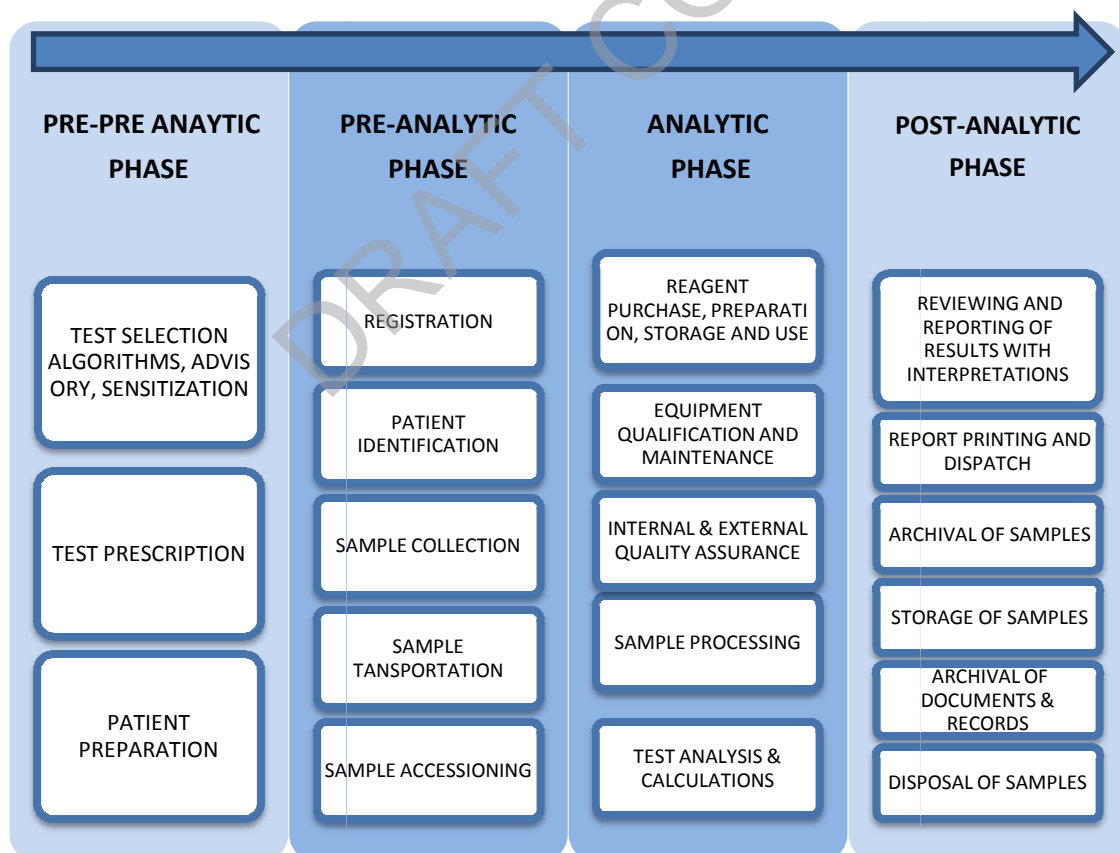 PRE-PRE ANAYTIC
PHASE
TEST SELECTION
ALGORITHMS, ADVIS
ORY, SENSITIZATION
TEST PRESCRIPTION
PATIENT
PREPARATION
PRE-ANALYTIC
PHASE
REGISTRATION
PATIENT
IDENTIFICATION
SAMPLE COLLECTION
SAMPLE
TANSPORTATION
SAMPLE ACCESSIONING
ANALYTIC
PHASE
REAGENT
PURCHASE, PREPARATI
ON, STORAGE AND USE
EQUIPMENT
QUALIFICATION AND
MAINTENANCE
INTERNAL & EXTERNAL
QUALITY ASSURANCE
SAMPLE PROCESSING
TEST ANALYSIS &
CALCULATIONS
POST-ANALYTIC
PHASE
REVIEWING AND
REPORTING OF
RESULTS WITH
INTERPRETATIONS
REPORT PRINTING AND
DISPATCH
ARCHIVAL OF SAMPLES
STORAGE OF SAMPLES
ARCHIVAL OF
DOCUMENTS &
RECORDS
DISPOSAL OF SAMPLES
DRAFT CO